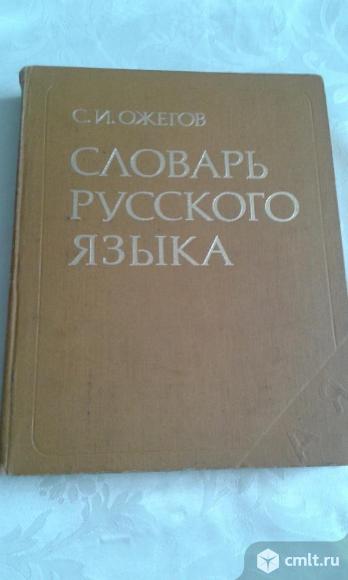 С. И. ОЖЕГОВ
СЛОВАРЬ
РУССКОГО
ЯЗЫКА
А Я
cmlt.ru